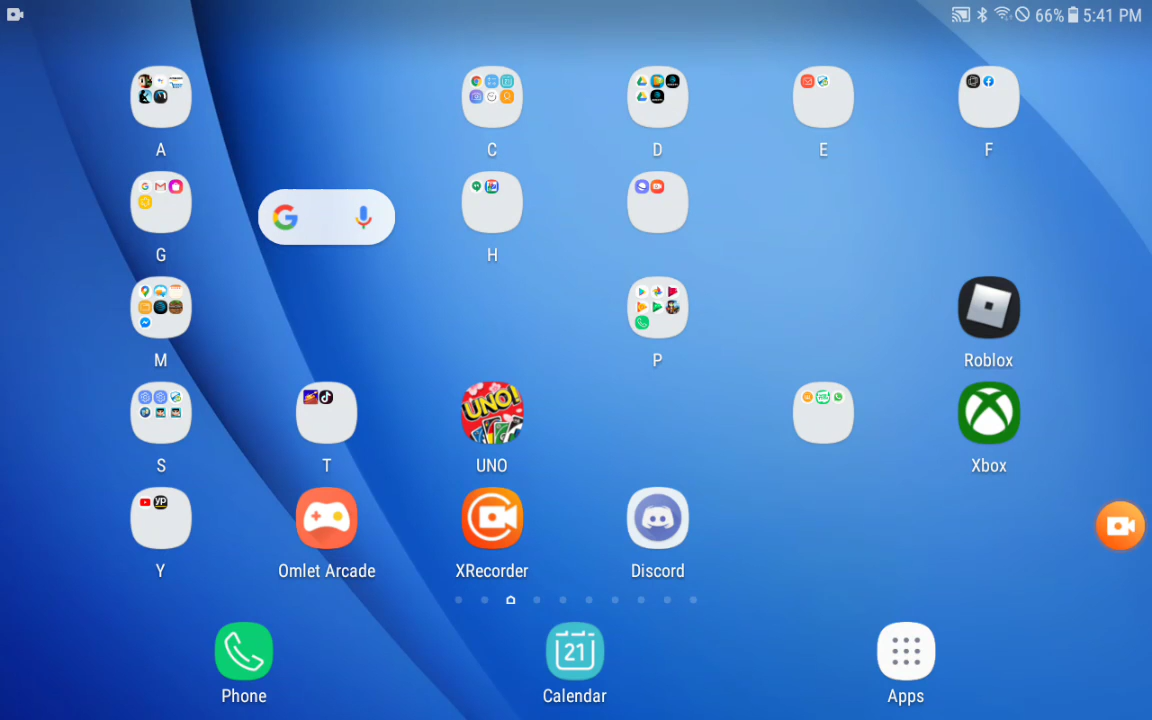 66% 5:41 PM
A C D E F
G H
M P Roblox
S T UNO Xbox
Y Omlet Arcade XRecorder Discord
21
Phone Calendar Apps